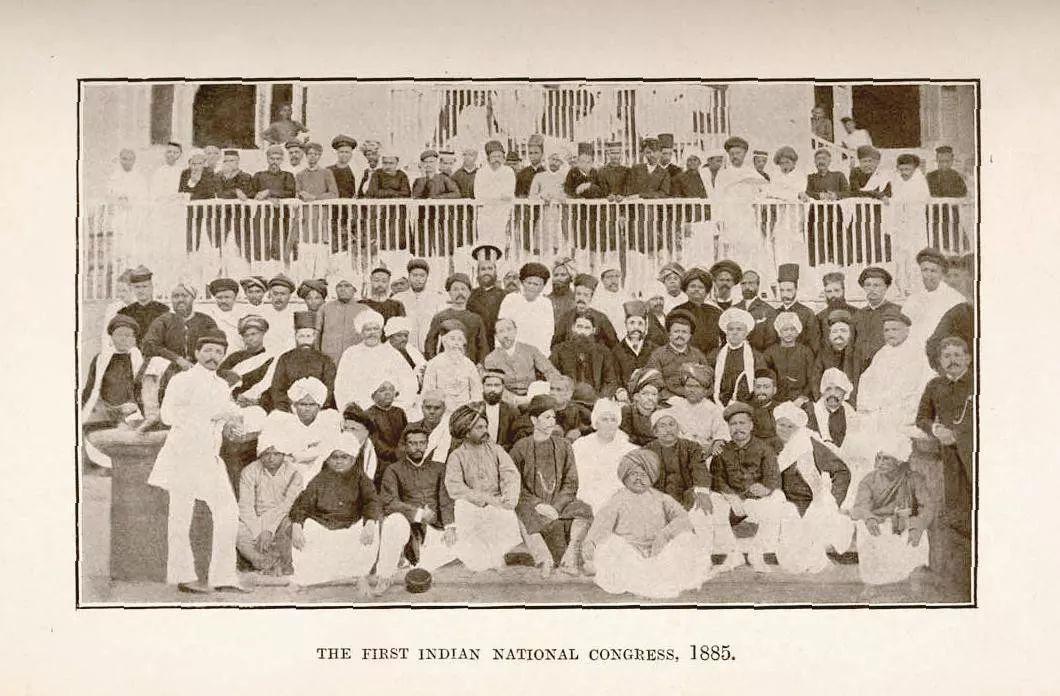 THE FIRST INDIAN NATIONAL CONGRESS, 1885.